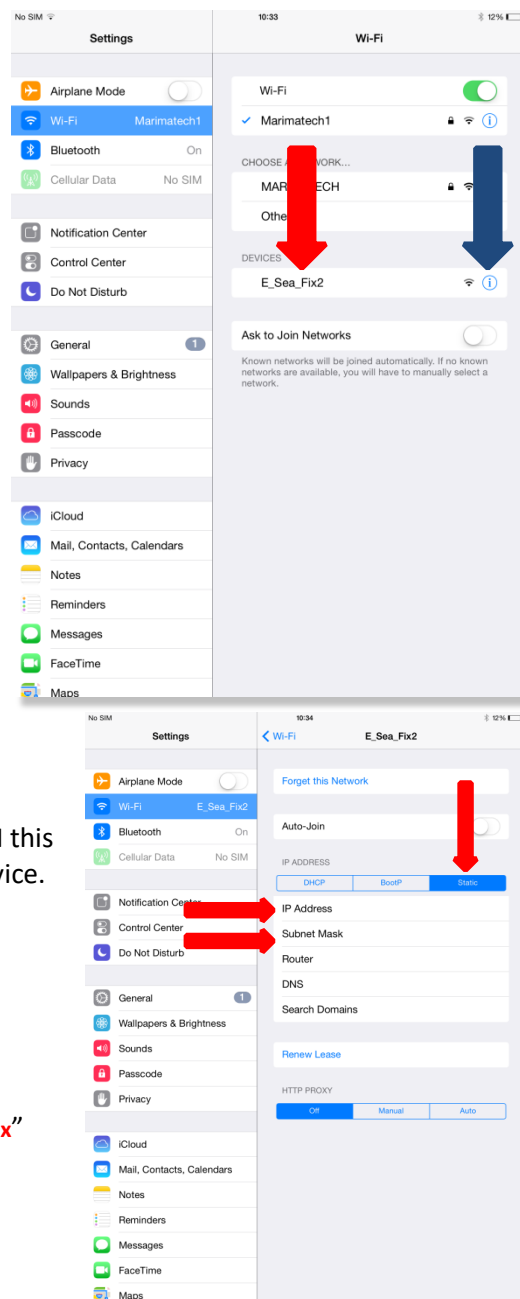 No SIM
10:33
12%
Settings
Wi-Fi
Airplane Mode
Wi-Fi
Marimatech1
Bluetooth
On
Cellular Data
No SIM
Notification Center
Control Center
Do Not Disturb
General
1
Wallpapers & Brightness
Sounds
Passcode
Privacy
iCloud
Mail, Contacts, Calendars
Notes
Reminders
Messages
FaceTime
Maps
Wi-Fi
Marimatech1
CHOOSE A
MAR ECH
DEVICES
E_Sea_Fix2
Ask to Join Networks
Known networks will be joined automatically. If no known
networks are available, you will have to manually select a
network.
this
vice.
x"
No SIM
10:34
12%
Settings
Wi-Fi
E_Sea_Fix2
Airplane Mode
Wi-Fi
E_Sea_Fix2
Bluetooth
On
Cellular Data
No SIM
Notification Center
Control Center
Do Not Disturb
General
1
Wallpapers & Brightness
Sounds
Passcode
Privacy
iCloud
Mail, Contacts, Calendars
Notes
Reminders
Messages
FaceTime
Maps
Forget this Network
Auto-Join
IP ADDRESS
DHCP
BootP
Static
IP Address
Subnet Mask
Router
DNS
Search Domains
Renew Lease
HTTP PROXY
Off
Manual
Auto